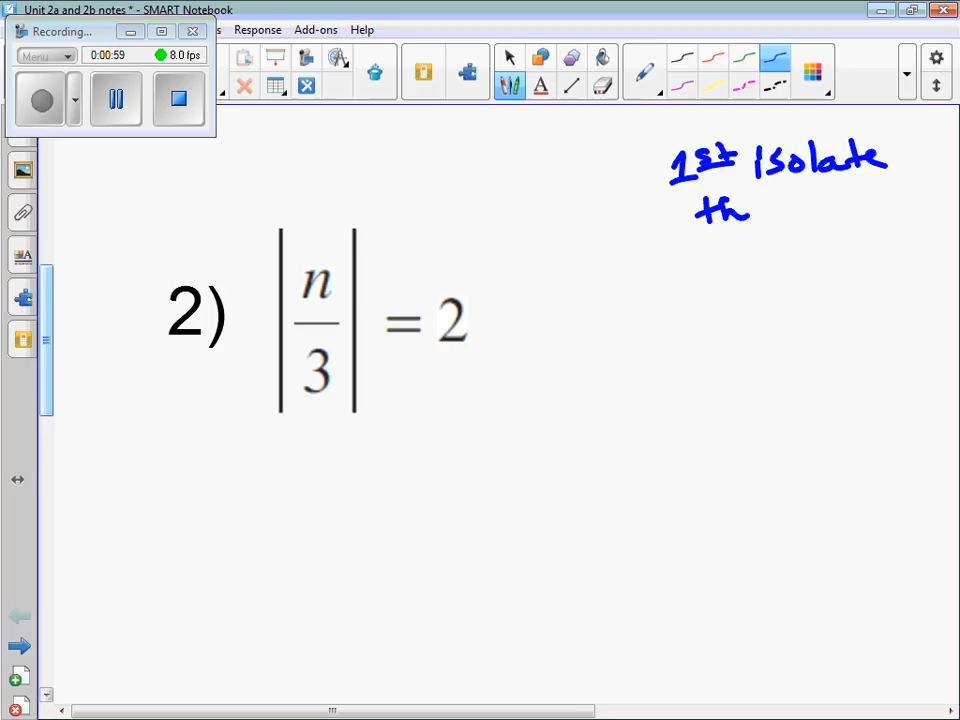 Unit 2a and 2b notes * - SMART Notebook
Recording...
s Response Add-ons Help
Menu 0:00:59 8.0 fps
1st isolate
th
2) |n/3| = 2